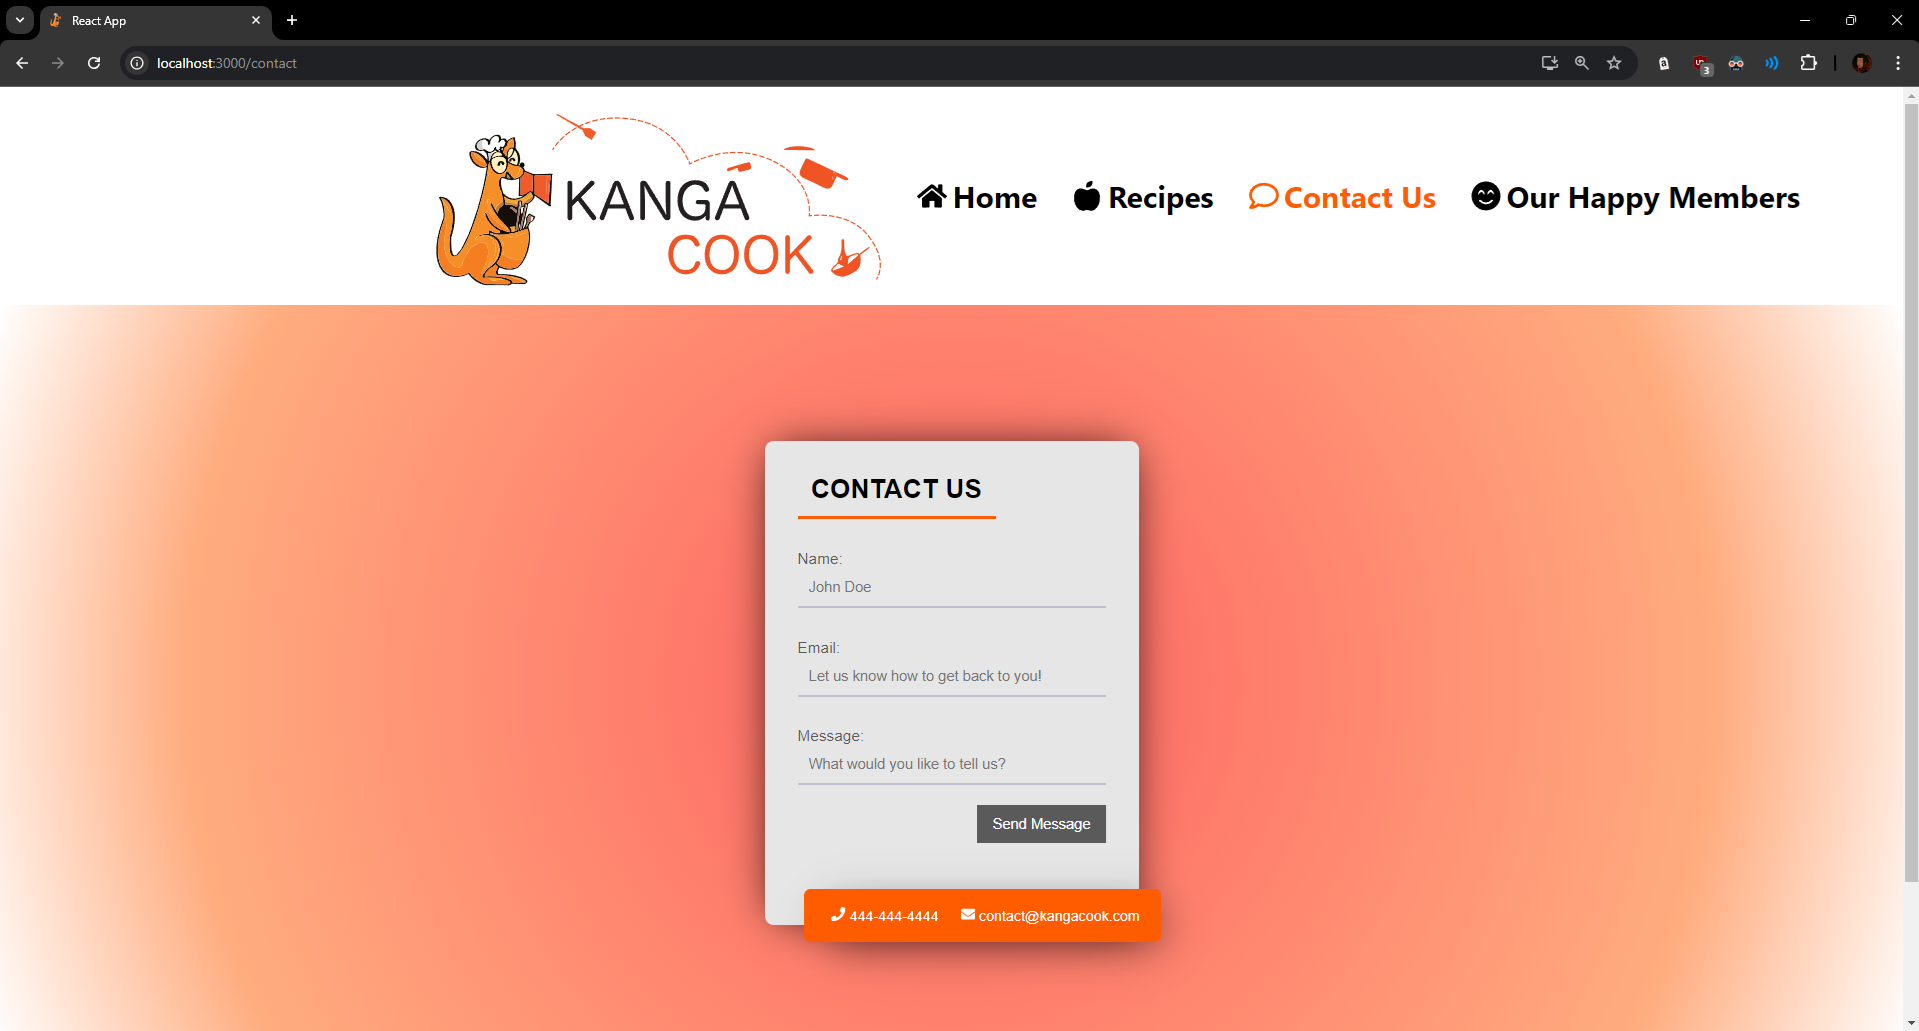 React App
localhost:3000/contact
3
KANGA
COOK
Home
Recipes
Contact Us
Our Happy Members
CONTACT US
Name:
John Doe
Email:
Let us know how to get back to you!
Message:
What would you like to tell us?
Send Message
444-444-4444
contact@kangacook.com